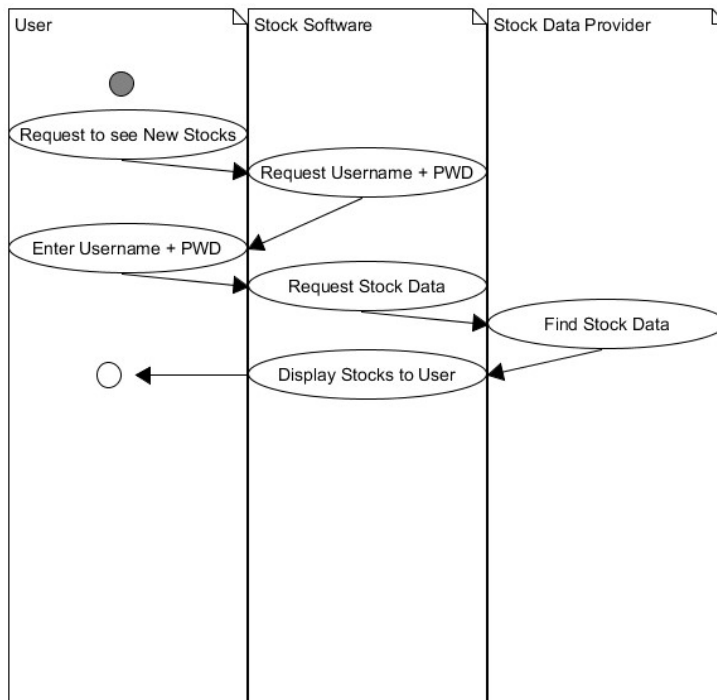 User
Stock Software
Stock Data Provider
Request to see New Stocks
Request Username + PWD
Enter Username + PWD
Request Stock Data
Find Stock Data
Display Stocks to User